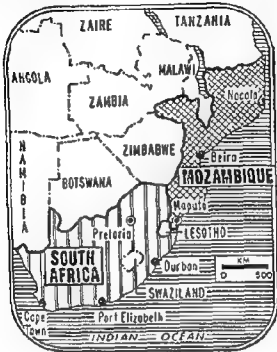 ZAIRE
TANZANIA
ANGOLA
MALAWI
Nacala
ZAMBIA
ZIMBABWE
Beira
MOZAMBIQUE
NAMIBIA
BOTSWANA
Maputo
Pretoria
LESOTHO
SOUTH
AFRICA
Durban
KM
0 500
SWAZILAND
Cape
Town
Port Elizabeth
INDIAN OCEAN